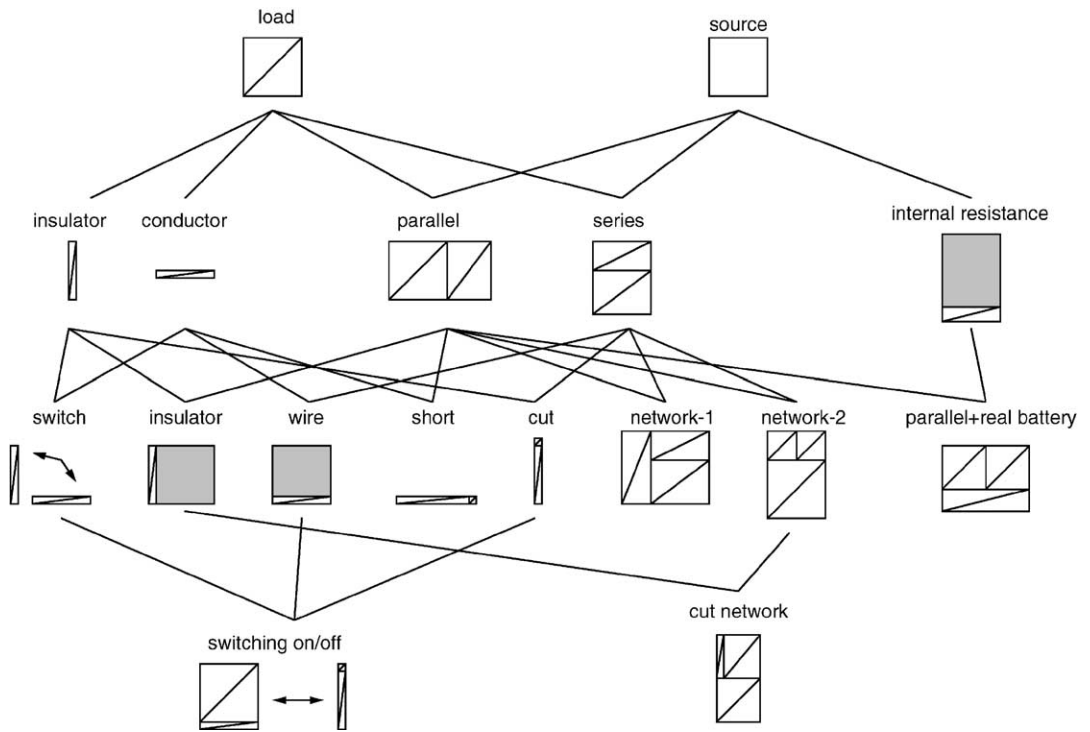 load
source
insulator
conductor
parallel
series
internal resistance
switch
insulator
wire
short
cut
network-1
network-2
parallel+real battery
switching on/off
cut network